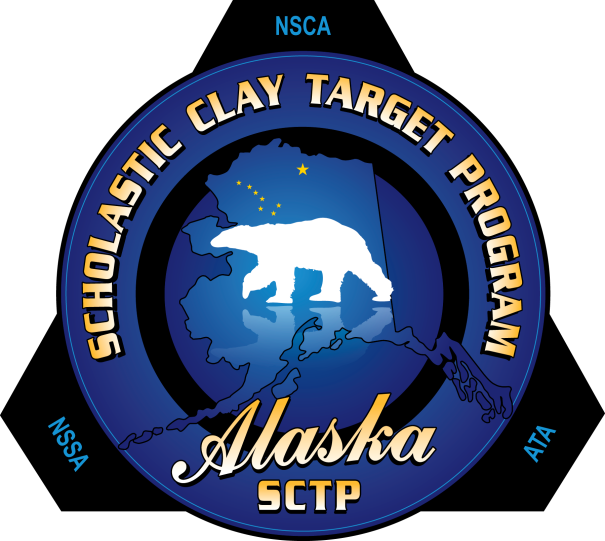 NSCA
SCHOLASTIC CLAY TARGET PROGRAM
Alaska
SCTP
NSSA
ATA